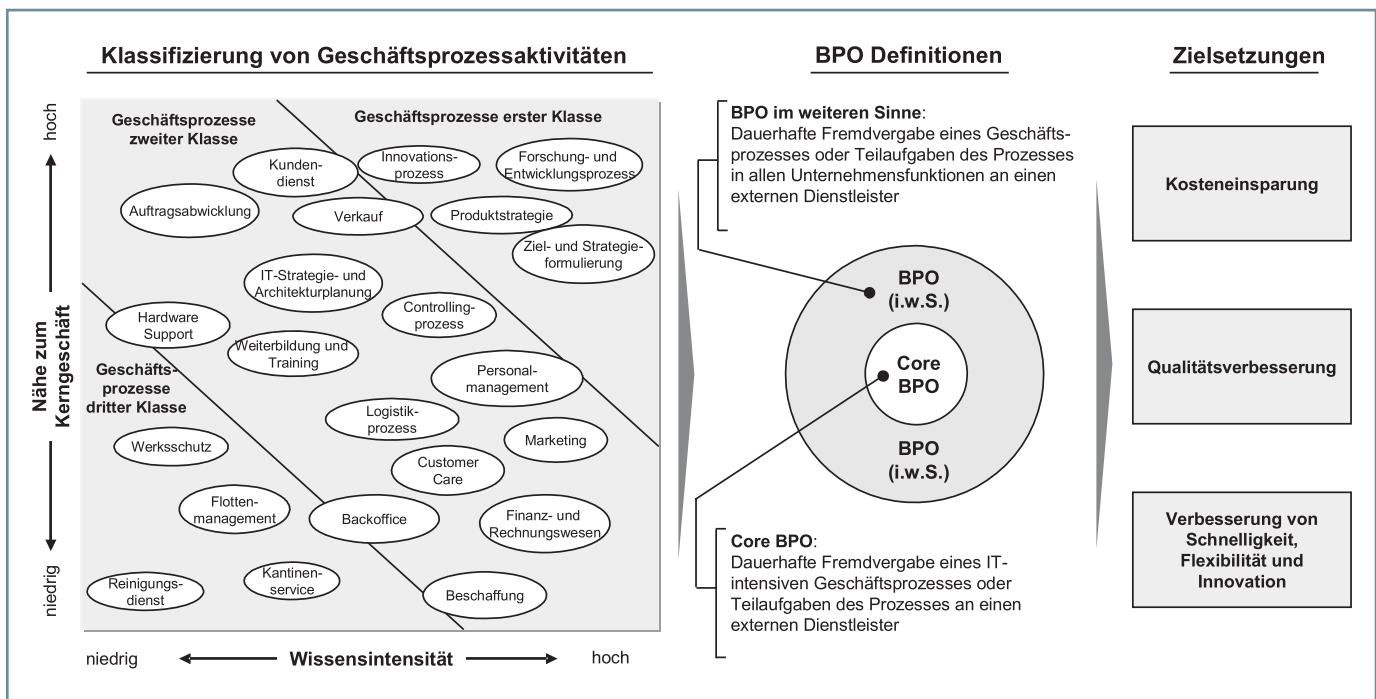 Klassifizierung von Geschäftsprozessaktivitäten
BPO Definitionen
Zielsetzungen
hoch
Nähe zum
Kerngeschäft
niedrig
Geschäftsprozesse
zweiter Klasse
Geschäftsprozesse erster Klasse
Kunden-
dienst
Innovations-
prozess
Forschung- und
Entwicklungsprozess
Auftragsabwicklung
Verkauf
Produktstrategie
Ziel- und Strategie-
formulierung
IT-Strategie- und
Architekturplanung
Controlling-
prozess
Hardware
Support
Weiterbildung und
Training
Geschäfts-
prozesse
dritter Klasse
Personal-
management
Logistik-
prozess
Marketing
Werksschutz
Customer
Care
Flotten-
management
Backoffice
Finanz- und
Rechnungswesen
Reinigungs-
dienst
Kantinen-
service
Beschaffung
niedrig
Wissensintensität
hoch
BPO im weiteren Sinne:
Dauerhafte Fremdvergabe eines Geschäfts-
prozesses oder Teilaufgaben des Prozesses
in allen Unternehmensfunktionen an einen
externen Dienstleister
BPO
(i.w.S.)
Core
BPO
BPO
(i.w.S.)
Core BPO:
Dauerhafte Fremdvergabe eines IT-
intensiven Geschäftsprozesses oder
Teilaufgaben des Prozesses an einen
externen Dienstleister
Kosteneinsparung
Qualitätsverbesserung
Verbesserung von
Schnelligkeit,
Flexibilität und
Innovation